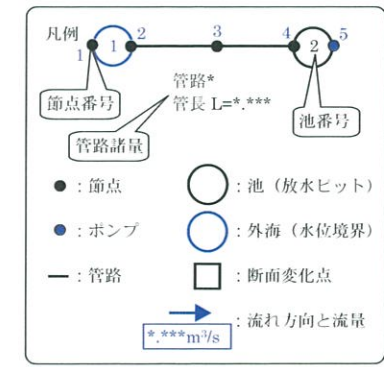 凡例
1 1 2 3 4 2 5
管路*
管長 L=*.***
節点番号
池番号
管路諸量
:節点
:池(放水ピット)
:ポンプ
:外海(水位境界)
:管路
:断面変化点
:流れ方向と流量
*.***m³/s